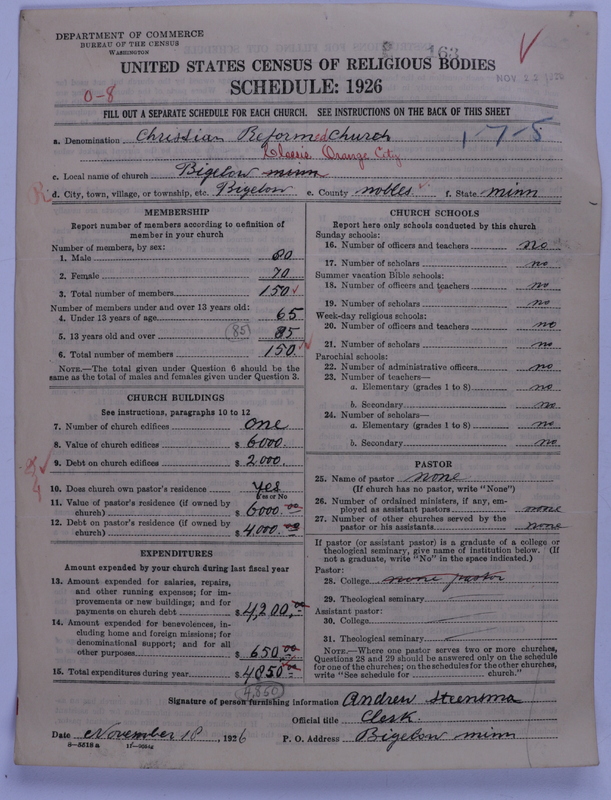 DEPARTMENT OF COMMERCE
BUREAU OF THE CENSUS
WASHINGTON
163
NOV 22 1926
UNITED STATES CENSUS OF RELIGIOUS BODIES
SCHEDULE: 1926
0-8
FILL OUT A SEPARATE SCHEDULE FOR EACH CHURCH. SEE INSTRUCTIONS ON THE BACK OF THIS SHEET
a. Denomination Christian Reformed Church 1-7-5
Classis Orange City
c. Local name of church Bigelow minn
d. City, town, village, or township, etc. Bigelow e. County nobles f. State minn
MEMBERSHIP
Report number of members according to definition of member in your church
Number of members, by sex:
1. Male 80
2. Female 70
3. Total number of members 150
Number of members under and over 13 years old:
4. Under 13 years of age 65
5. 13 years old and over (85) 85
6. Total number of members 150
NOTE.—The total given under Question 6 should be
same as the total of males and females given under Question 3.
CHURCH BUILDINGS
See instructions, paragraphs 10 to 12
7. Number of church edifices one
8. Value of church edifices $ 6000.
9. Debt on church edifices $ 2000.
10. Does church own pastor's residence Yes
Yes or No
11. Value of pastor's residence (if owned by
church) $ 6000.00
12. Debt on pastor's residence (if owned by
church) $ 4,000.00
EXPENDITURES
Amount expended by your church during last fiscal year
13. Amount expended for salaries, repairs,
and other running expenses; for im-
provements or new buildings; and for
payments on church debt $ 4,200.00
14. Amount expended for benevolences, in-
cluding home and foreign missions; for
denominational support; and for all
other purposes $ 650.00
15. Total expenditures during year $ 4850.00
(4,850)
CHURCH SCHOOLS
Report here only schools conducted by this church
Sunday schools:
16. Number of officers and teachers no
17. Number of scholars no
Summer vacation Bible schools:
18. Number of officers and teachers no
19. Number of scholars no
Week-day religious schools:
20. Number of officers and teachers no
21. Number of scholars no
Parochial schools:
22. Number of administrative officers no
23. Number of teachers—
a. Elementary (grades 1 to 8) no
b. Secondary no
24. Number of scholars—
a. Elementary (grades 1 to 8) no
b. Secondary no
PASTOR
25. Name of pastor none
(If church has no pastor, write "None")
26. Number of ordained ministers, if any, em-
ployed as assistant pastors none
27. Number of other churches served by the
pastor or his assistants none
If pastor (or assistant pastor) is a graduate of a college or
theological seminary, give name of institution below. (If
not a graduate, write "No" in the space indicated.)
Pastor:
28. College none pastor
29. Theological seminary
Assistant pastor:
30. College
31. Theological seminary
NOTE.—Where one pastor serves two or more churches,
Questions 28 and 29 should be answered only on the schedule
for one of the churches; on the schedules for the other churches,
write "See schedule for church."
Signature of person furnishing information Andrew Steensma
Official title Clerk.
Date November 18, 1926 P. O. Address Bigelow minn
8-5518a